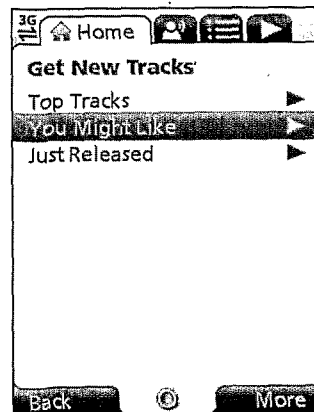 3G
Home
Get New Tracks
Top Tracks
You Might Like
Just Released
Back More